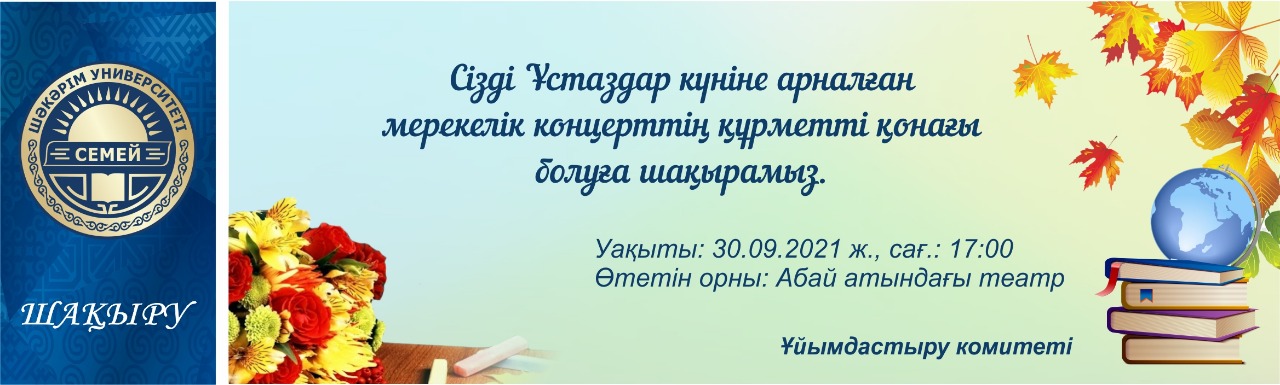 ШӘКӘРІМ УНИВЕРСИТЕТІ
СЕМЕЙ
ШАҚЫРУ
Сізді Ұстаздар күніне арналған
мерекелік концерттің құрметті қонағы
болуға шақырамыз.
Уақыты: 30.09.2021 ж., сағ.: 17:00
Өтетін орны: Абай атындағы театр
Ұйымдастыру комитеті